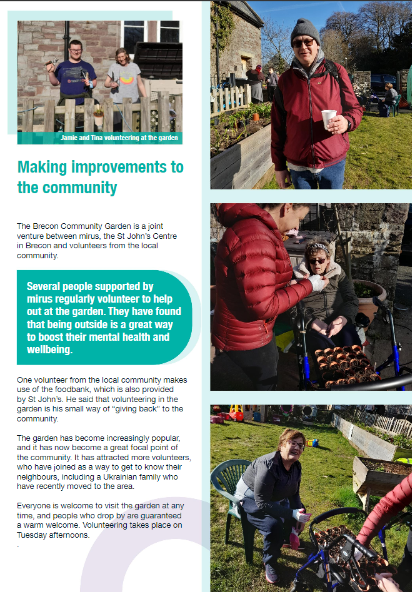 Jamie and Tina volunteering at the garden
Making improvements to
the community
The Brecon Community Garden is a joint
venture between mirus, the St John's Centre
in Brecon and volunteers from the local
community.
Several people supported by
mirus regularly volunteer to help
out at the garden. They have found
that being outside is a great way
to boost their mental health and
wellbeing.
One volunteer from the local community makes
use of the foodbank, which is also provided
by St John's. He said that volunteering in the
garden is his small way of "giving back" to the
community.
The garden has become increasingly popular,
and it has now become a great focal point of
the community. It has attracted more volunteers,
who have joined as a way to get to know their
neighbours, including a Ukrainian family who
have recently moved to the area.
Everyone is welcome to visit the garden at any
time, and people who drop by are guaranteed
a warm welcome. Volunteering takes place on
Tuesday afternoons.
.